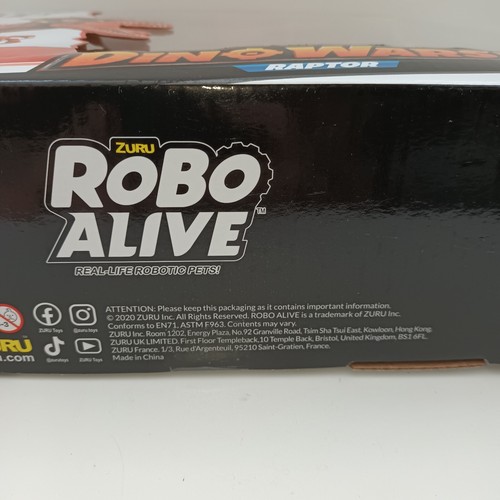 DINO WARS
RAPTOR
ZURU
ROBO
ALIVE
TM
REAL-LIFE ROBOTIC PETS!
ATTENTION: Please keep this packaging as it contains important information.
© 2020 ZURU Inc. All Rights Reserved. ROBO ALIVE is a trademark of ZURU Inc.
Conforms to EN71, ASTM F963. Contents may vary.
ZURU Inc. Room 1202, Energy Plaza, No.92 Granville Road, Tsim Sha Tsui East, Kowloon, Hong Kong.
ZURU UK LIMITED. First Floor Templeback,10 Temple Back, Bristol, United Kingdom, BS1 6FL.
ZURU France. 1/3, Rue d'Argenteuil, 95210 Saint-Gratien, France.
Made in China
ZURU Toys
@zuru.toys
@zurutoys
ZURU Toys
RU
u.com